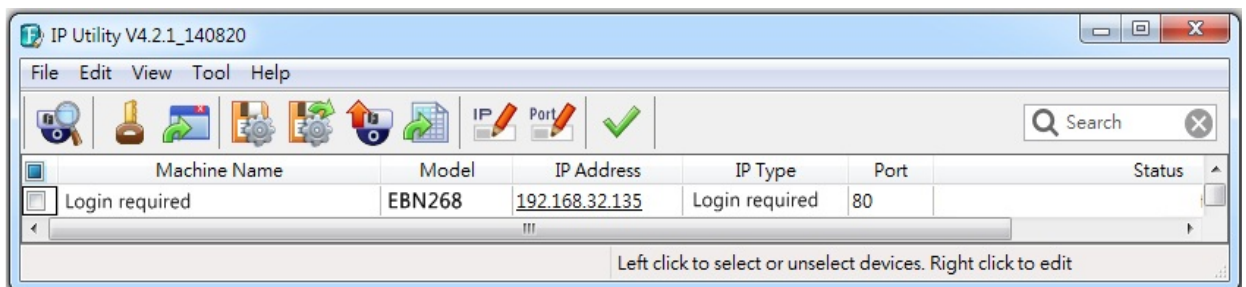 IP Utility V4.2.1_140820
File Edit View Tool Help
IP Port Search
Machine Name Model IP Address IP Type Port Status
Login required EBN268 192.168.32.135 Login required 80
Left click to select or unselect devices. Right click to edit